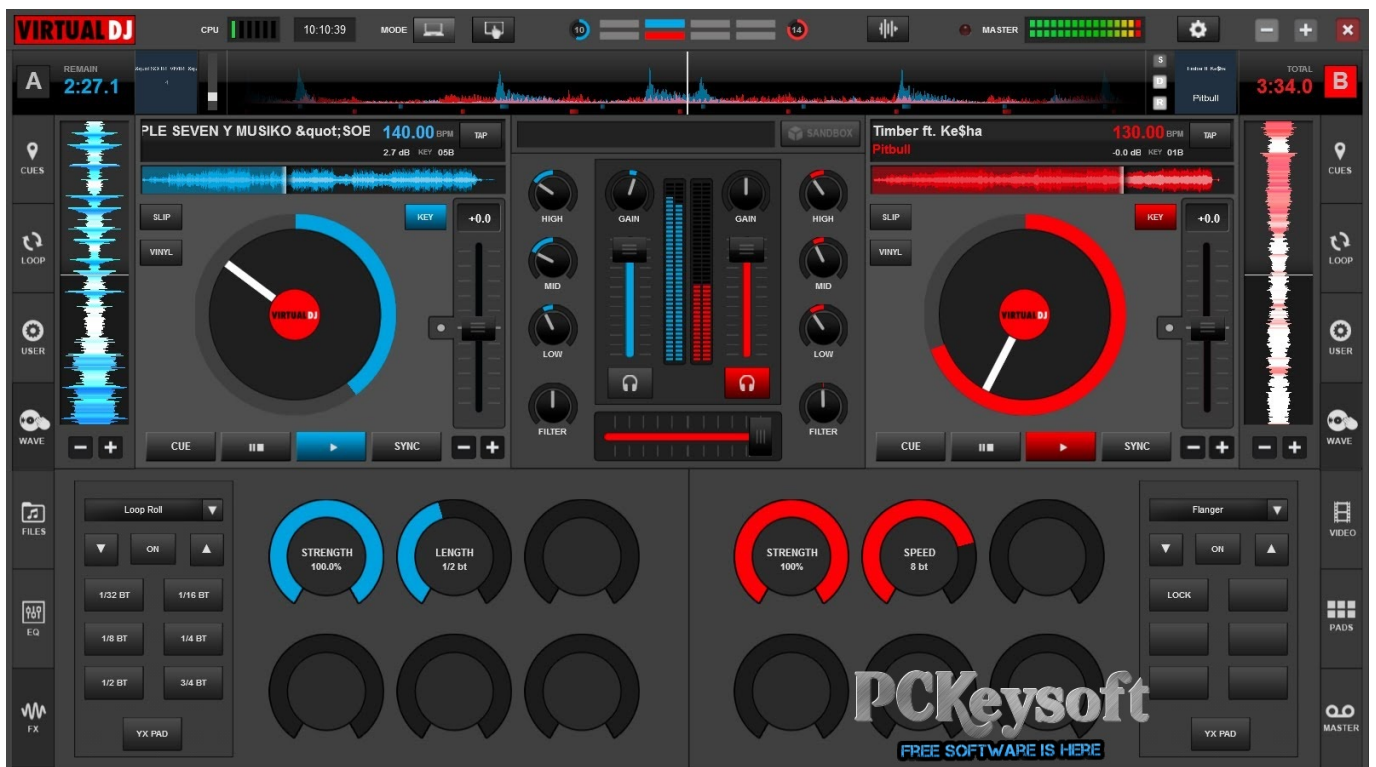 VIRTUAL DJ
CPU
10:10:39
MODE
10
14
MASTER
A
REMAIN
2:27.1
S
D
R
Pitbull
TOTAL
3:34.0
B
CUES
LOOP
USER
WAVE
FILES
EQ
FX
PLE SEVEN Y MUSIKO &quot;SOE
140.00 BPM
TAP
2.7 dB KEY 05B
SLIP
VINYL
KEY
+0.0
VIRTUAL DJ
CUE
SYNC
SANDBOX
HIGH
GAIN
GAIN
HIGH
MID
MID
LOW
LOW
FILTER
FILTER
Timber ft. Ke$ha
Pitbull
130.00 BPM
TAP
-0.0 dB KEY 01B
SLIP
VINYL
KEY
+0.0
VIRTUAL DJ
CUE
SYNC
CUES
LOOP
USER
WAVE
VIDEO
PADS
MASTER
Loop Roll
ON
1/32 BT
1/16 BT
1/8 BT
1/4 BT
1/2 BT
3/4 BT
YX PAD
STRENGTH
100.0%
LENGTH
1/2 bt
STRENGTH
100%
SPEED
8 bt
Flanger
ON
LOCK
YX PAD
PCKeysoft
FREE SOFTWARE IS HERE